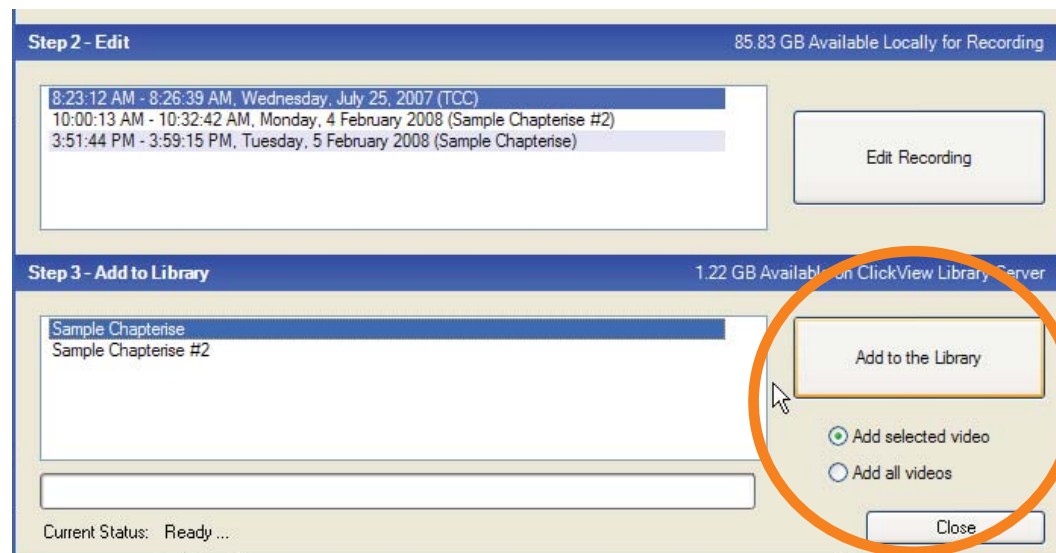 Step 2 - Edit 85.83 GB Available Locally for Recording
8:23:12 AM - 8:26:39 AM, Wednesday, July 25, 2007 (TCC)
10:00:13 AM - 10:32:42 AM, Monday, 4 February 2008 (Sample Chapterise #2)
3:51:44 PM - 3:59:15 PM, Tuesday, 5 February 2008 (Sample Chapterise)
Edit Recording
Step 3 - Add to Library 1.22 GB Available on ClickView Library Server
Sample Chapterise
Sample Chapterise #2
Add to the Library
Add selected video
Add all videos
Current Status: Ready ...
Close